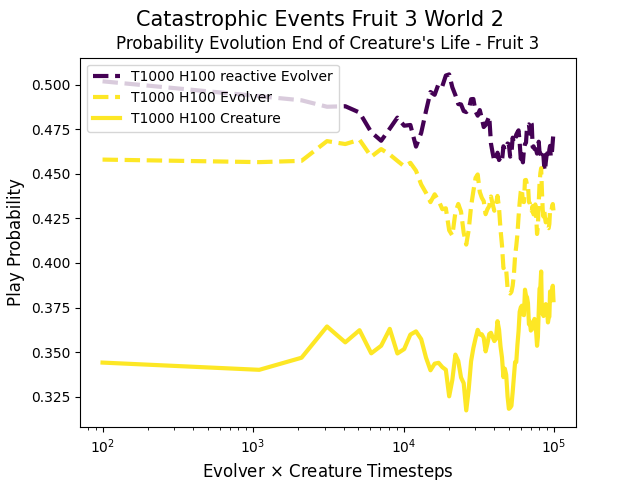 Catastrophic Events Fruit 3 World 2
Probability Evolution End of Creature's Life - Fruit 3
T1000 H100 reactive Evolver
T1000 H100 Evolver
T1000 H100 Creature
Play Probability
0.500
0.475
0.450
0.425
0.400
0.375
0.350
0.325
10² 10³ 10⁴ 10⁵
Evolver × Creature Timesteps